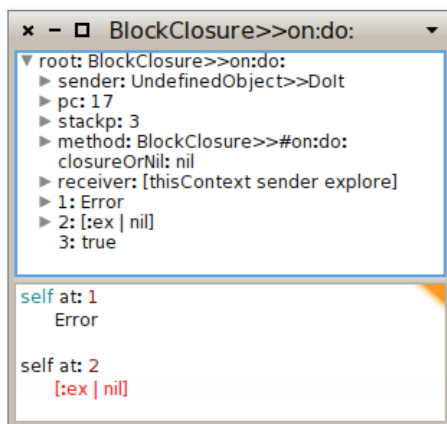 BlockClosure>>on:do:
root: BlockClosure>>on:do:
sender: UndefinedObject>>DoIt
pc: 17
stackp: 3
method: BlockClosure>>#on:do:
closureOrNil: nil
receiver: [thisContext sender explore]
1: Error
2: [:ex | nil]
3: true
self at: 1
Error
self at: 2
[:ex | nil]